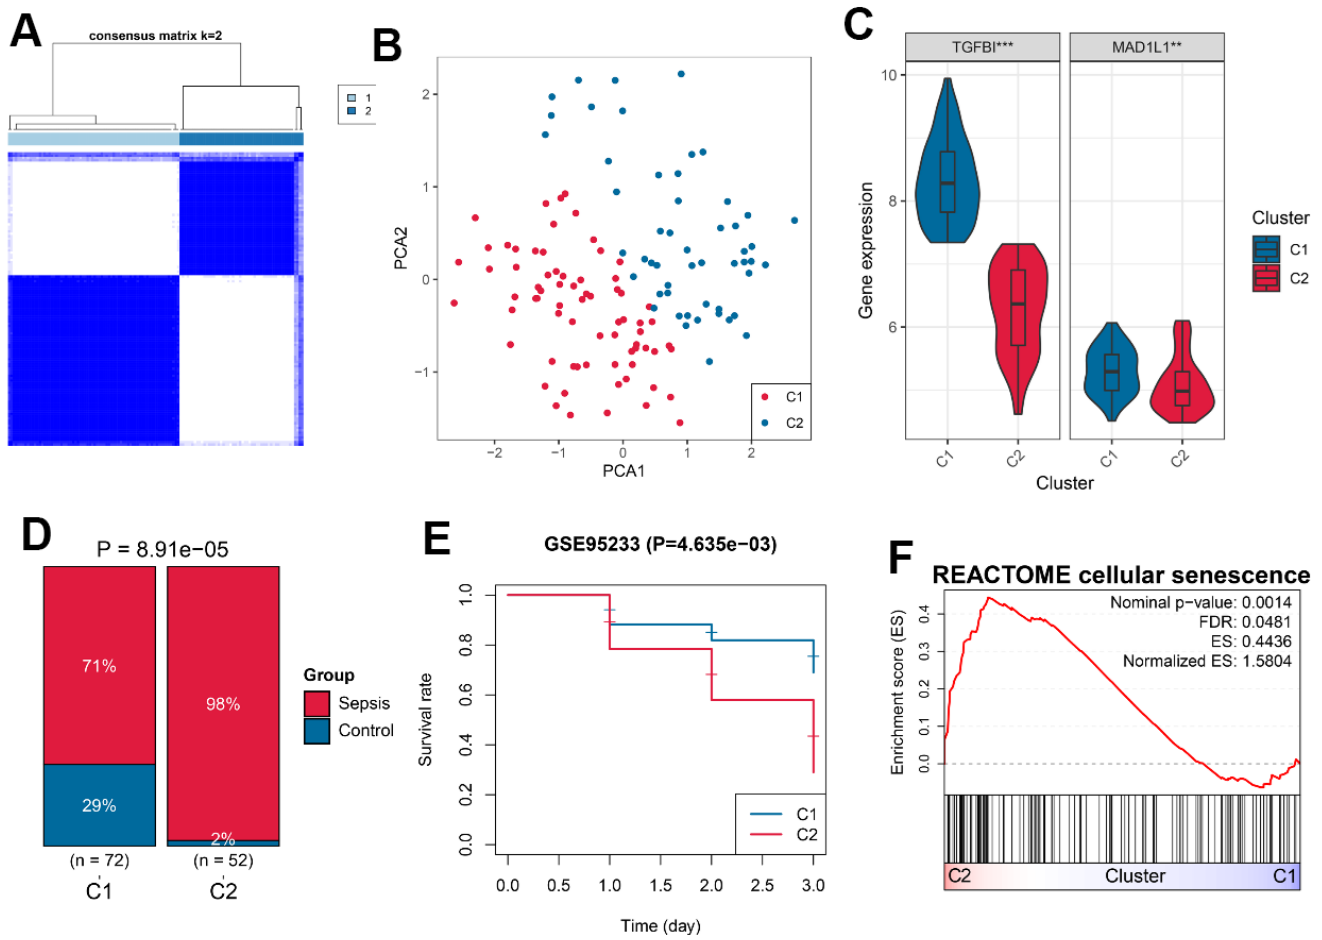 A
consensus matrix k=2
1
2
B
PCA2
2
1
0
−1
−2
−1
0
1
2
PCA1
C1
C2
C
TGFBI***
MAD1L1**
Gene expression
10
8
6
C1
C2
C1
C2
Cluster
Cluster
C1
C2
D
P = 8.91e−05
71%
29%
98%
2%
(n = 72)
(n = 52)
C1
C2
Group
Sepsis
Control
E
GSE95233 (P=4.635e−03)
Survival rate
1.0
0.8
0.6
0.4
0.2
0.0
C1
C2
0.0
0.5
1.0
1.5
2.0
2.5
3.0
Time (day)
F
REACTOME cellular senescence
Nominal p−value: 0.0014
FDR: 0.0481
ES: 0.4436
Normalized ES: 1.5804
Enrichment score (ES)
0.4
0.3
0.2
0.1
0.0
C2
Cluster
C1